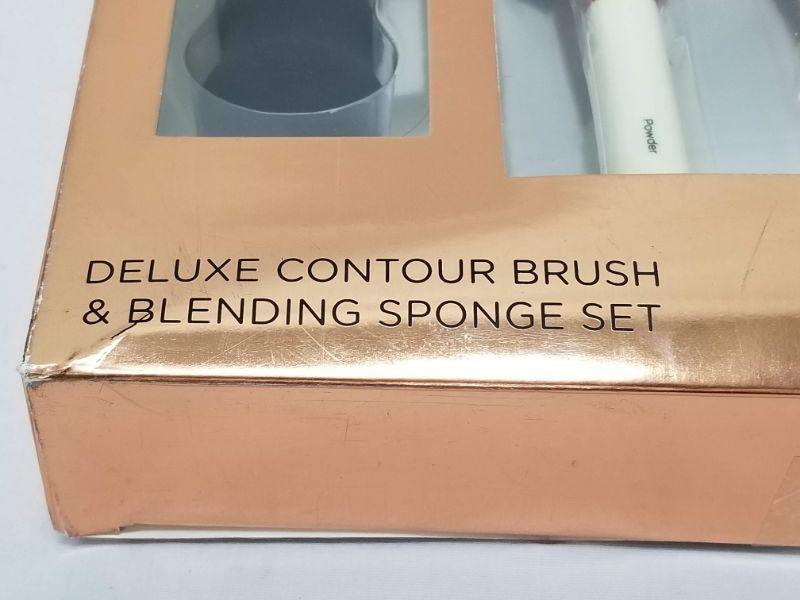 Powder
DELUXE CONTOUR BRUSH
& BLENDING SPONGE SET